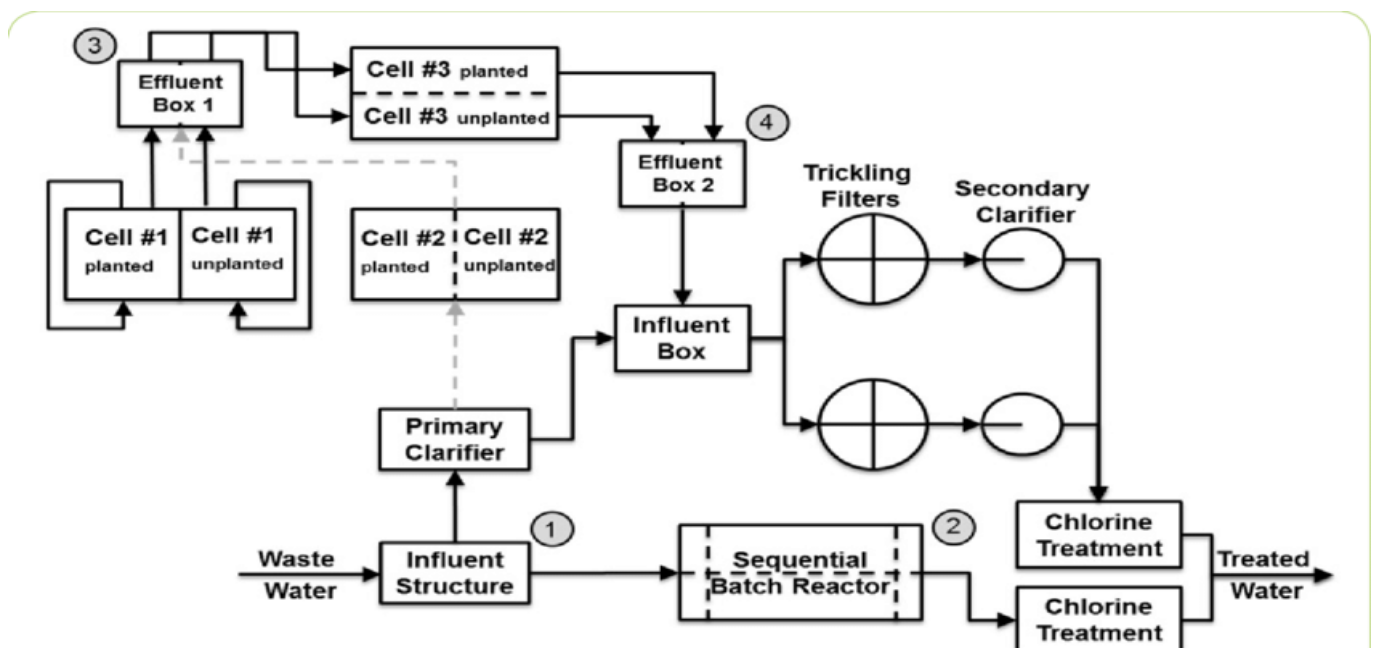 3
Effluent
Box 1
Cell #3 planted
Cell #3 unplanted
4
Effluent
Box 2
Trickling
Filters
Secondary
Clarifier
Cell #1
planted
Cell #1
unplanted
Cell #2
planted
Cell #2
unplanted
Influent
Box
Primary
Clarifier
1
2
Waste
Water
Influent
Structure
Sequential
Batch Reactor
Chlorine
Treatment
Chlorine
Treatment
Treated
Water